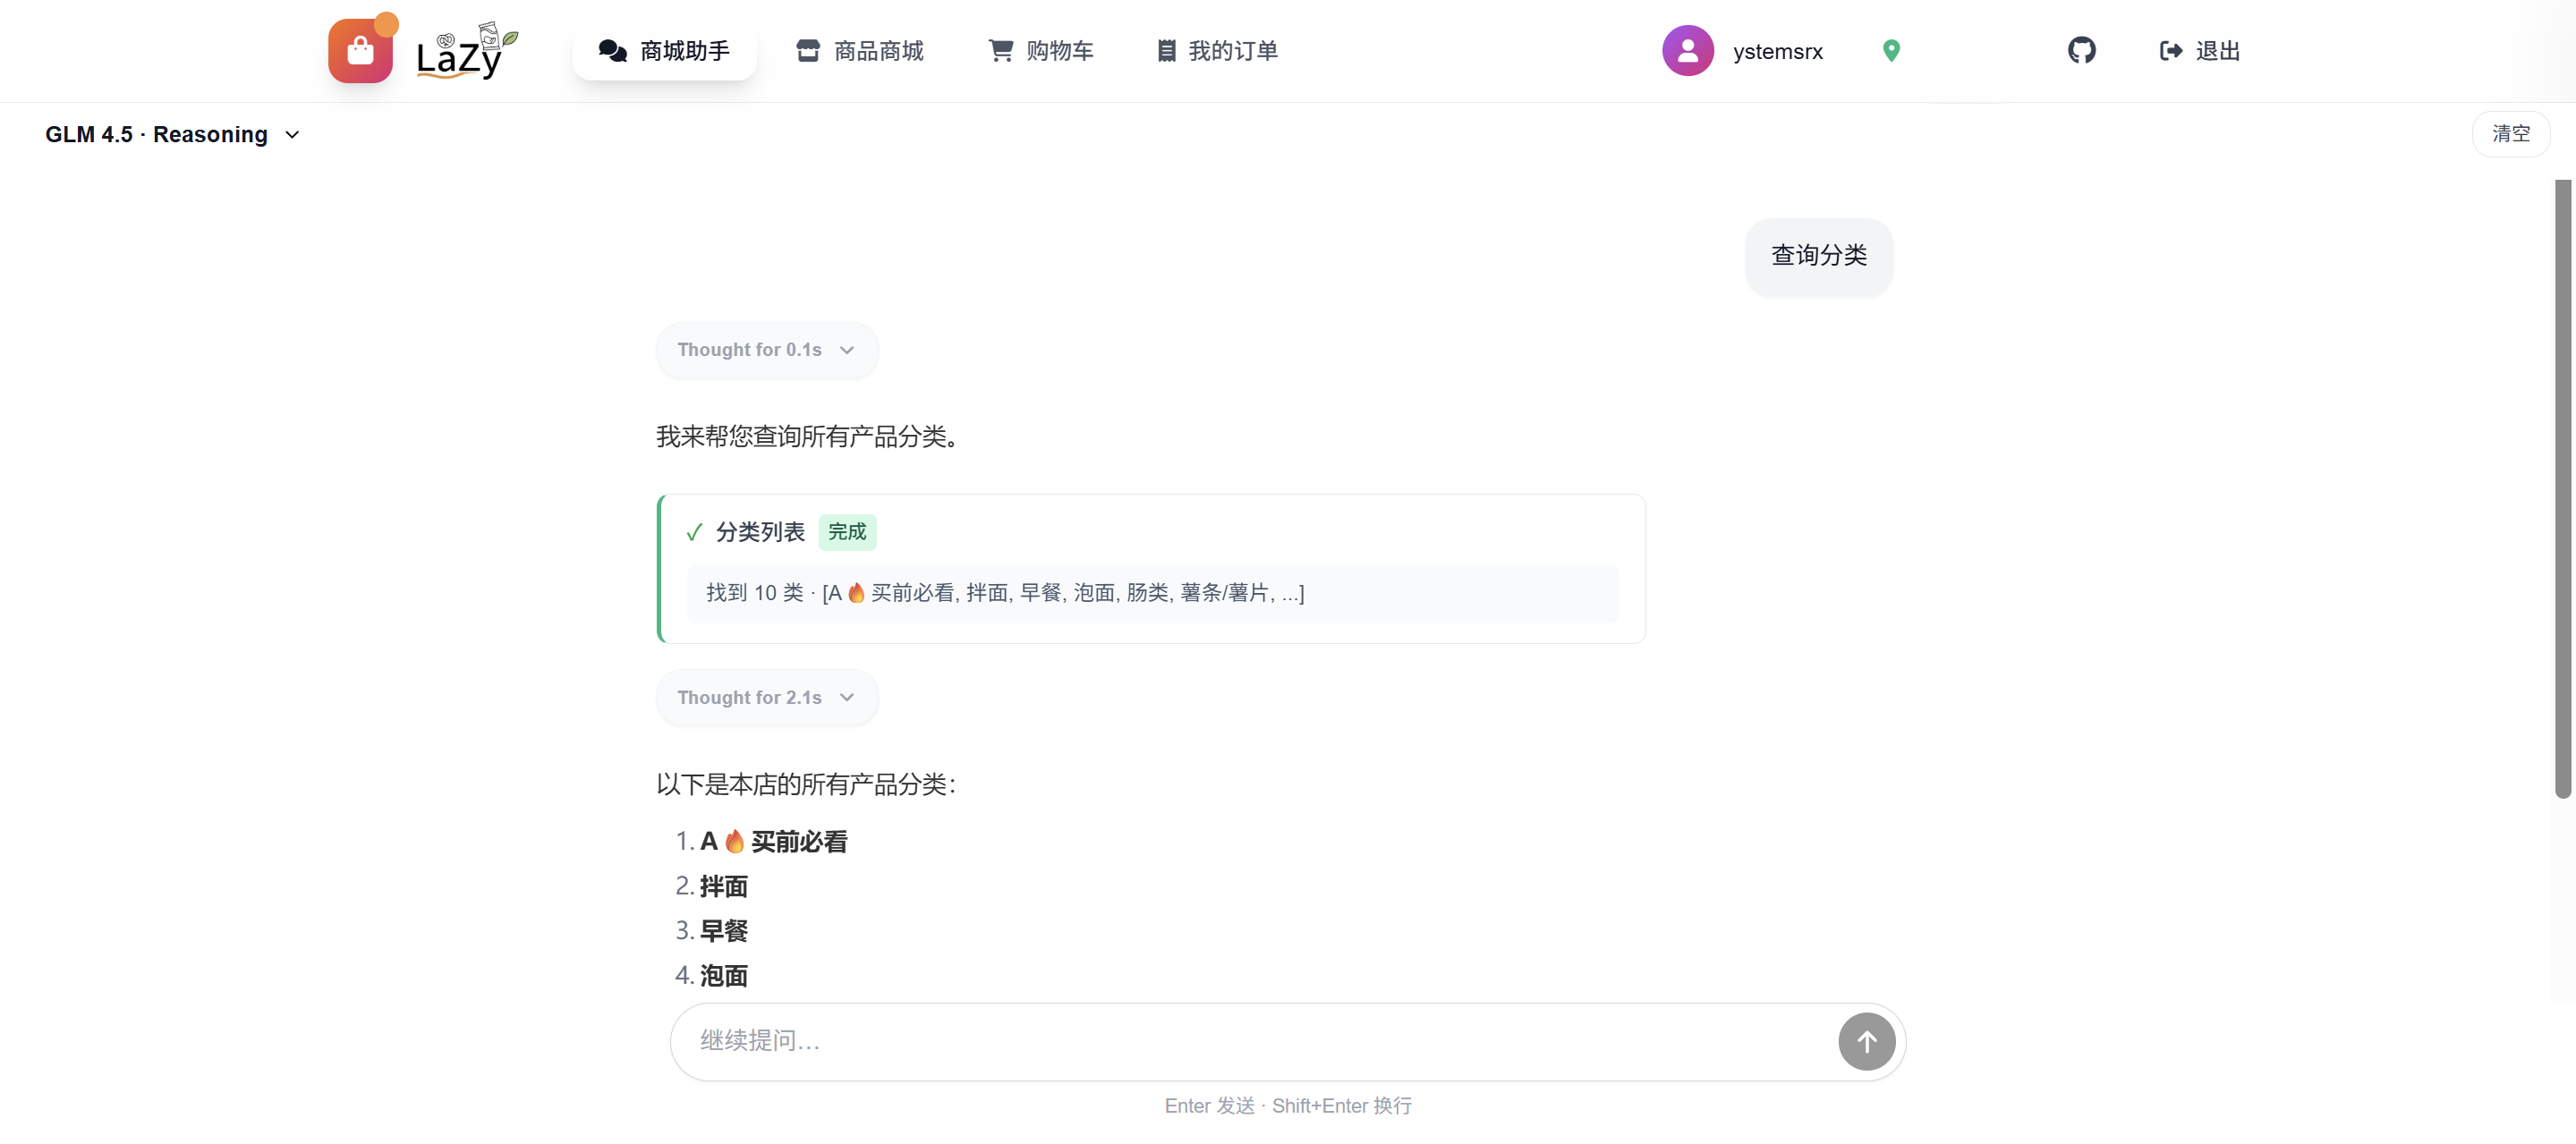 LaZy
商城助手
商品商城
购物车
我的订单
ystemsrx
退出
GLM 4.5 · Reasoning
清空
查询分类
Thought for 0.1s
我来帮您查询所有产品分类。
✓ 分类列表 完成
找到 10 类 · [A🔥买前必看, 拌面, 早餐, 泡面, 肠类, 薯条/薯片, ...]
Thought for 2.1s
以下是本店的所有产品分类：
1. A🔥买前必看
2. 拌面
3. 早餐
4. 泡面
继续提问…
Enter 发送 · Shift+Enter 换行